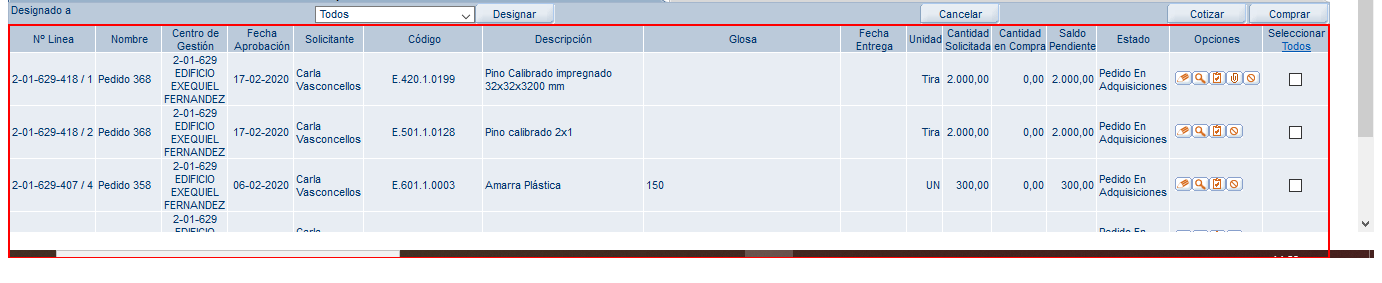 Designado a Todos Designar Cancelar Cotizar Comprar
Nº Linea Nombre Centro de Gestión Fecha Aprobación Solicitante Código Descripción Glosa Fecha Entrega Unidad Cantidad Solicitada Cantidad en Compra Saldo Pendiente Estado Opciones Seleccionar Todos
2-01-629-418 / 1 Pedido 368 2-01-629 EDIFICIO EXEQUIEL FERNANDEZ 17-02-2020 Carla Vasconcellos E.420.1.0199 Pino Calibrado impregnado 32x32x3200 mm Tira 2.000,00 0,00 2.000,00 Pedido En Adquisiciones
2-01-629-418 / 2 Pedido 368 2-01-629 EDIFICIO EXEQUIEL FERNANDEZ 17-02-2020 Carla Vasconcellos E.501.1.0128 Pino calibrado 2x1 Tira 2.000,00 0,00 2.000,00 Pedido En Adquisiciones
2-01-629-407 / 4 Pedido 358 2-01-629 EDIFICIO EXEQUIEL FERNANDEZ 06-02-2020 Carla Vasconcellos E.601.1.0003 Amarra Plástica 150 UN 300,00 0,00 300,00 Pedido En Adquisiciones
2-01-629 EDIFICIO Carla Pedido En